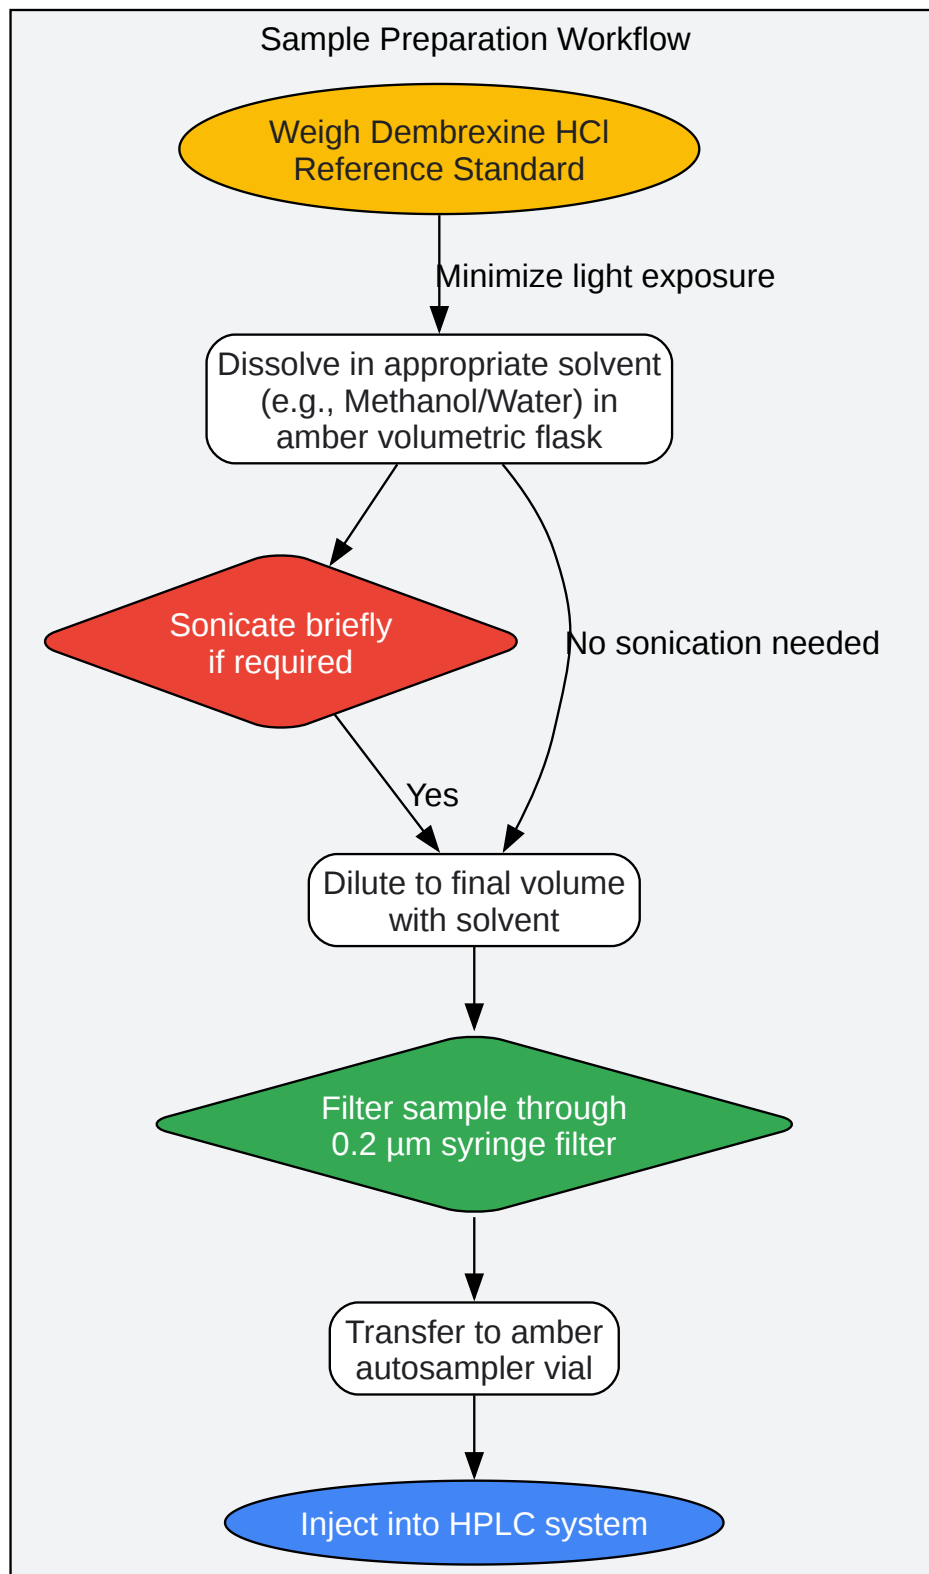 Sample Preparation Workflow
Weigh Dembrexine HCl
Reference Standard
Minimize light exposure
Dissolve in appropriate solvent
(e.g., Methanol/Water) in
amber volumetric flask
Sonicate briefly
if required
No sonication needed
Yes
Dilute to final volume
with solvent
Filter sample through
0.2 µm syringe filter
Transfer to amber
autosampler vial
Inject into HPLC system